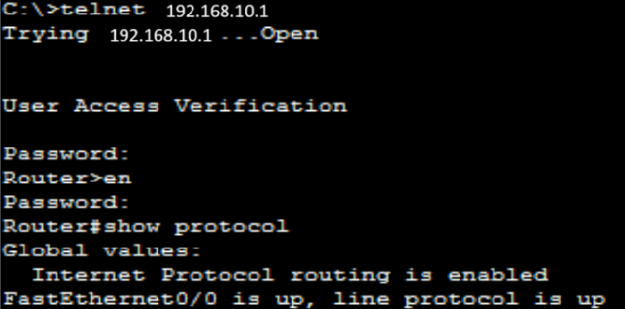 C:\>telnet 192.168.10.1
Trying 192.168.10.1 ...Open
User Access Verification
Password:
Router>en
Password:
Router#show protocol
Global values:
Internet Protocol routing is enabled
FastEthernet0/0 is up, line protocol is up